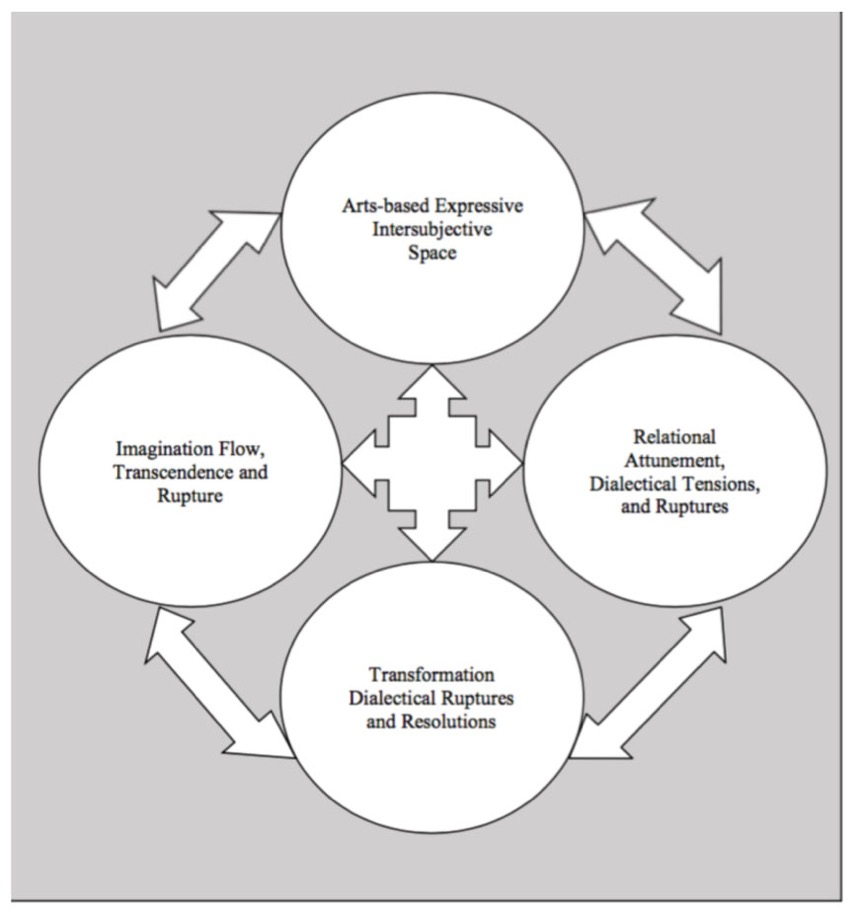 Arts-based Expressive
Intersubjective
Space
Imagination Flow,
Transcendence and
Rupture
Relational
Attunement,
Dialectical Tensions,
and Ruptures
Transformation
Dialectical Ruptures
and Resolutions